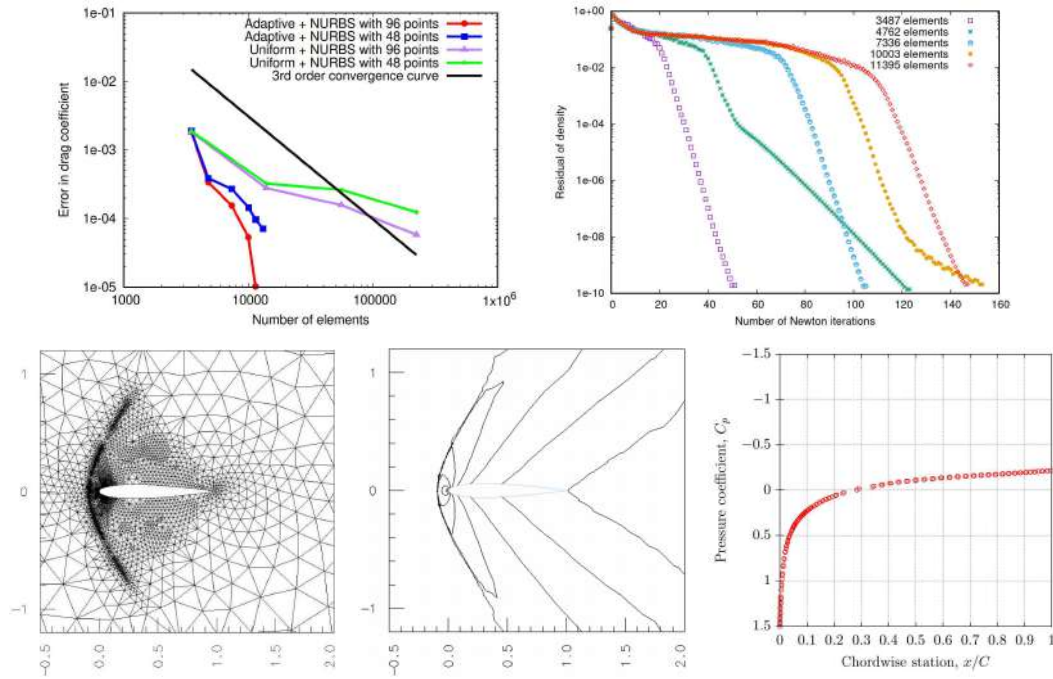 Adaptive + NURBS with 96 points
Adaptive + NURBS with 48 points
Uniform + NURBS with 96 points
Uniform + NURBS with 48 points
3rd order convergence curve
1e-01
1e-02
1e-03
1e-04
1e-05
Error in drag coefficient
1000 10000 100000 1×10⁶
Number of elements
3487 elements
4762 elements
7336 elements
10003 elements
11395 elements
1e+00
1e-02
1e-04
1e-06
1e-08
1e-10
Residual of density
0 20 40 60 80 100 120 140 160
Number of Newton iterations
1
0
-1
-0.5 0.0 0.5 1.0 1.5 2.0
1
0
-1
-0.5 0.0 0.5 1.0 1.5 2.0
−1.5
−1
−0.5
0
0.5
1
1.5
Pressure coefficient, Cp
0.1 0.2 0.3 0.4 0.5 0.6 0.7 0.8 0.9 1
Chordwise station, x/C